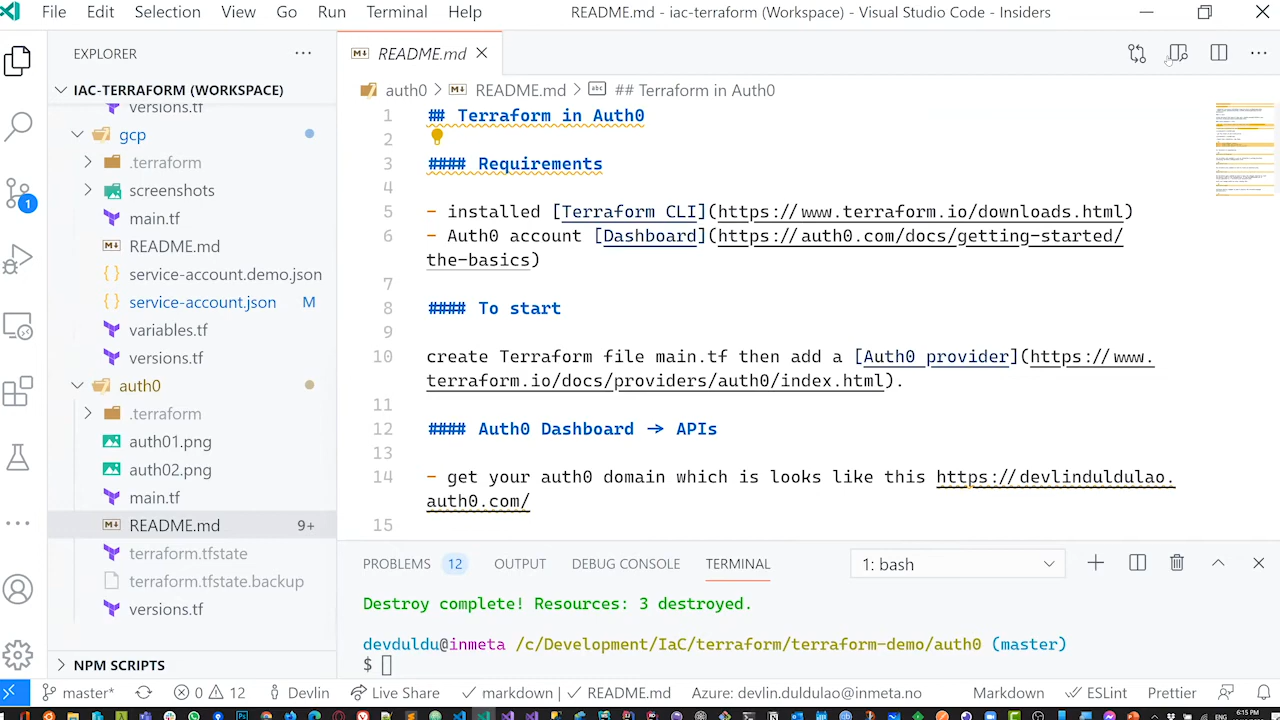 File Edit Selection View Go Run Terminal Help README.md - iac-terraform (Workspace) - Visual Studio Code - Insiders
EXPLORER
IAC-TERRAFORM (WORKSPACE)
versions.tf
gcp
.terraform
screenshots
main.tf
README.md
service-account.demo.json
service-account.json M
variables.tf
versions.tf
auth0
.terraform
auth01.png
auth02.png
main.tf
README.md 9+
terraform.tfstate
terraform.tfstate.backup
versions.tf
NPM SCRIPTS
1
README.md
auth0 > README.md > ## Terraform in Auth0
1 ## Terraform in Auth0
2
3 #### Requrements
4
5 - installed [Terraform CLI](https://www.terraform.io/downloads.html)
6 - Auth0 account [Dashboard](https://auth0.com/docs/getting-started/
the-basics)
7
8 #### To start
9
10 create Terraform file main.tf then add a [Auth0 provider](https://www.
terraform.io/docs/providers/auth0/index.html).
11
12 #### Auth0 Dashboard → APIs
13
14 - get your auth0 domain which is looks like this https://devlinduldulao.
auth0.com/
15
PROBLEMS 12 OUTPUT DEBUG CONSOLE TERMINAL 1: bash
Destroy complete! Resources: 3 destroyed.
devduldu@inmeta /c/Development/IaC/terraform/terraform-demo/auth0 (master)
$
master* 0 12 Devlin Live Share markdown | README.md Azure: devlin.duldulao@inmeta.no Markdown ESLint Prettier
6:15 PM